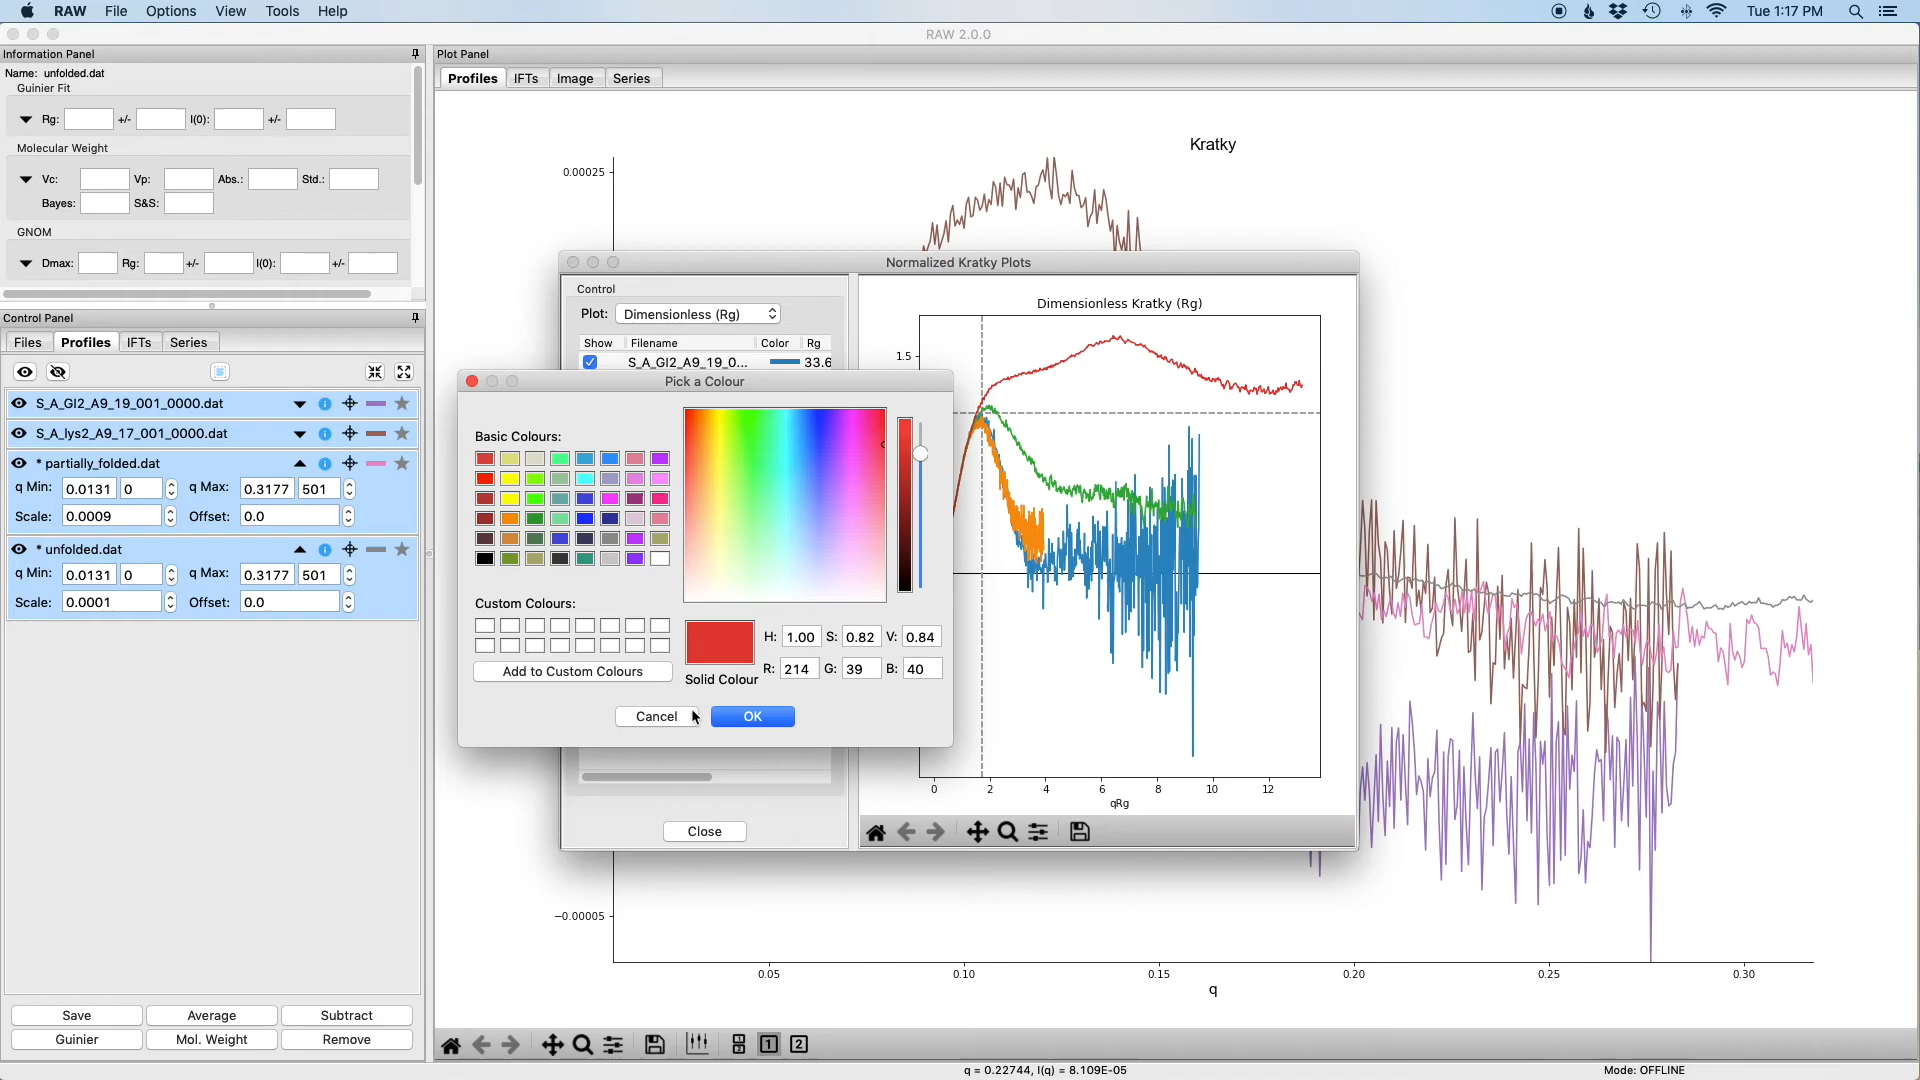 RAW File Options View Tools Help Tue 1:17 PM
RAW 2.0.0
Information Panel
Name: unfolded.dat
Guinier Fit
Rg: +/- I(0): +/-
Molecular Weight
Vc: Vp: Abs.: Std.:
Bayes: S&S:
GNOM
Dmax: Rg: +/- I(0): +/-
Control Panel
Files Profiles IFTs Series
S_A_GI2_A9_19_001_0000.dat
S_A_lys2_A9_17_001_0000.dat
* partially_folded.dat
q Min: 0.0131 0 q Max: 0.3177 501
Scale: 0.0009 Offset: 0.0
* unfolded.dat
q Min: 0.0131 0 q Max: 0.3177 501
Scale: 0.0001 Offset: 0.0
Save Average Subtract
Guinier Mol. Weight Remove
Plot Panel
Profiles IFTs Image Series
Kratky
0.00025
−0.00005
0.05 0.10 0.15 0.20 0.25 0.30
q
1 2
q = 0.22744, I(q) = 8.109E-05 Mode: OFFLINE
Normalized Kratky Plots
Control
Plot: Dimensionless (Rg)
Show Filename Color Rg
S_A_GI2_A9_19_0... 33.6
Close
Dimensionless Kratky (Rg)
1.5
0 2 4 6 8 10 12
qRg
Pick a Colour
Basic Colours:
Custom Colours:
Add to Custom Colours
Solid Colour
H: 1.00 S: 0.82 V: 0.84
R: 214 G: 39 B: 40
Cancel OK